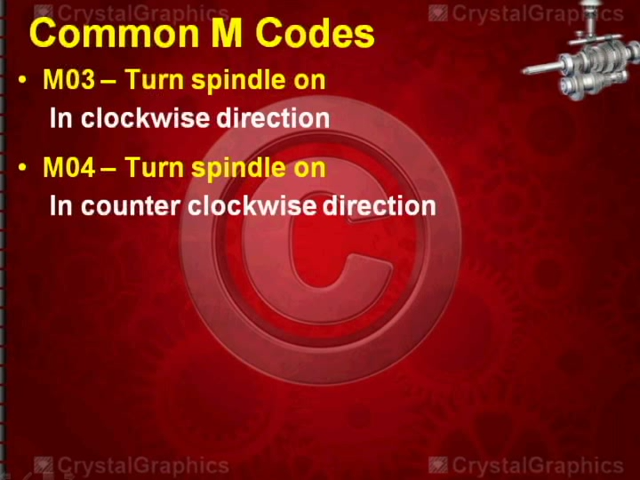 CrystalGraphics CrystalGraphics
Common M Codes
• M03 – Turn spindle on
In clockwise direction
• M04 – Turn spindle on
In counter clockwise direction
©
CrystalGraphics CrystalGraphics